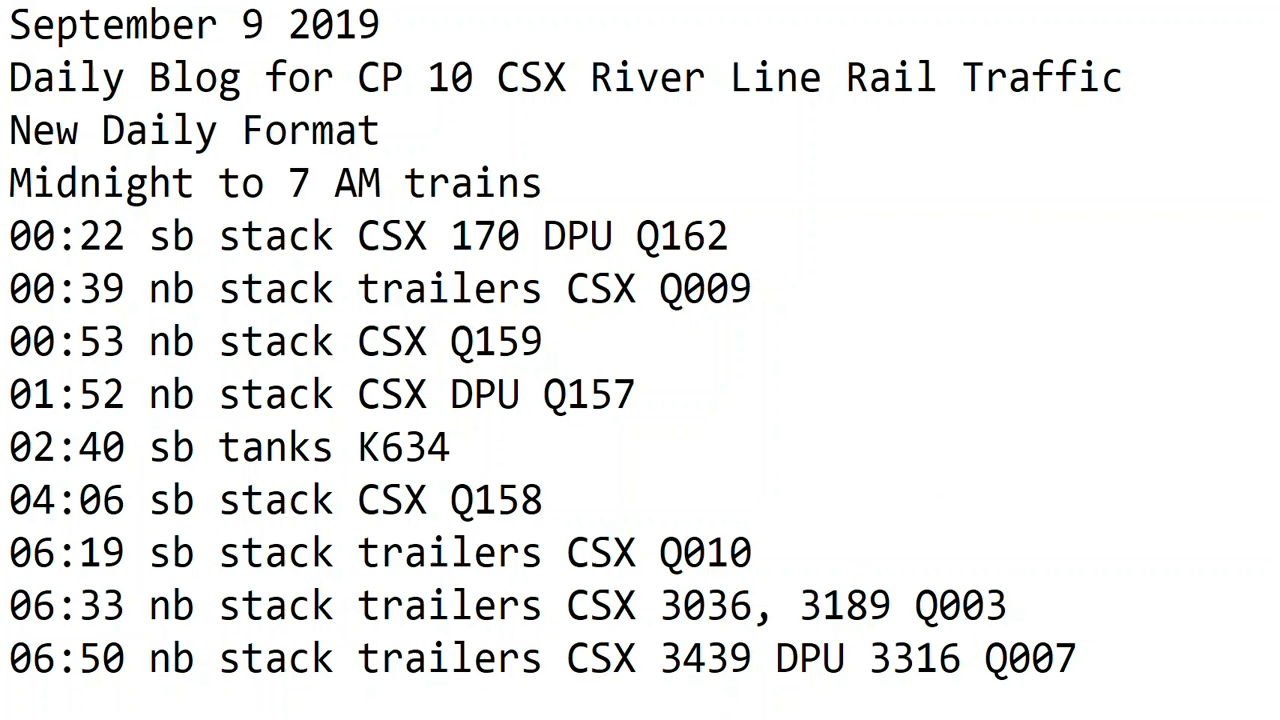 September 9 2019
Daily Blog for CP 10 CSX River Line Rail Traffic
New Daily Format
Midnight to 7 AM trains
00:22 sb stack CSX 170 DPU Q162
00:39 nb stack trailers CSX Q009
00:53 nb stack CSX Q159
01:52 nb stack CSX DPU Q157
02:40 sb tanks K634
04:06 sb stack CSX Q158
06:19 sb stack trailers CSX Q010
06:33 nb stack trailers CSX 3036, 3189 Q003
06:50 nb stack trailers CSX 3439 DPU 3316 Q007